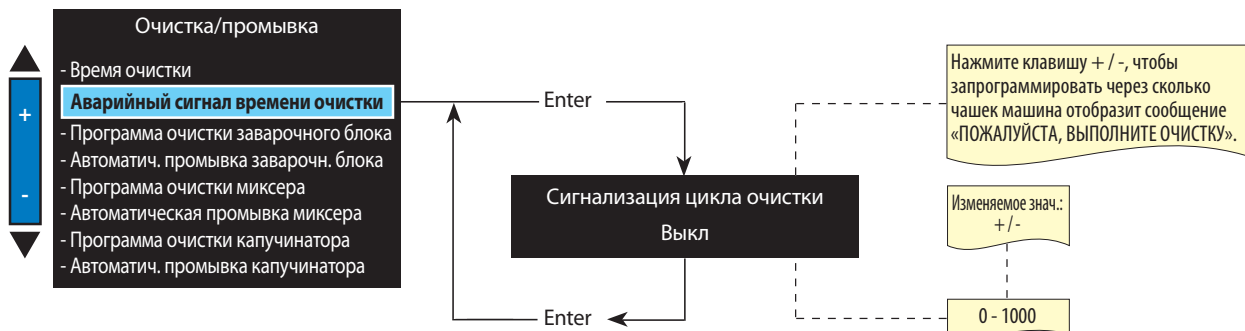 Очистка/промывка
- Время очистки
Аварийный сигнал времени очистки
- Программа очистки заварочного блока
- Автоматич. промывка заварочн. блока
- Программа очистки миксера
- Автоматическая промывка миксера
- Программа очистки капучинатора
- Автоматич. промывка капучинатора
+
-
Enter
Сигнализация цикла очистки
Выкл
Enter
Нажмите клавишу + / -, чтобы
запрограммировать через сколько
чашек машина отобразит сообщение
«ПОЖАЛУЙСТА, ВЫПОЛНИТЕ ОЧИСТКУ».
Изменяемое знач.:
+ / -
0 - 1000